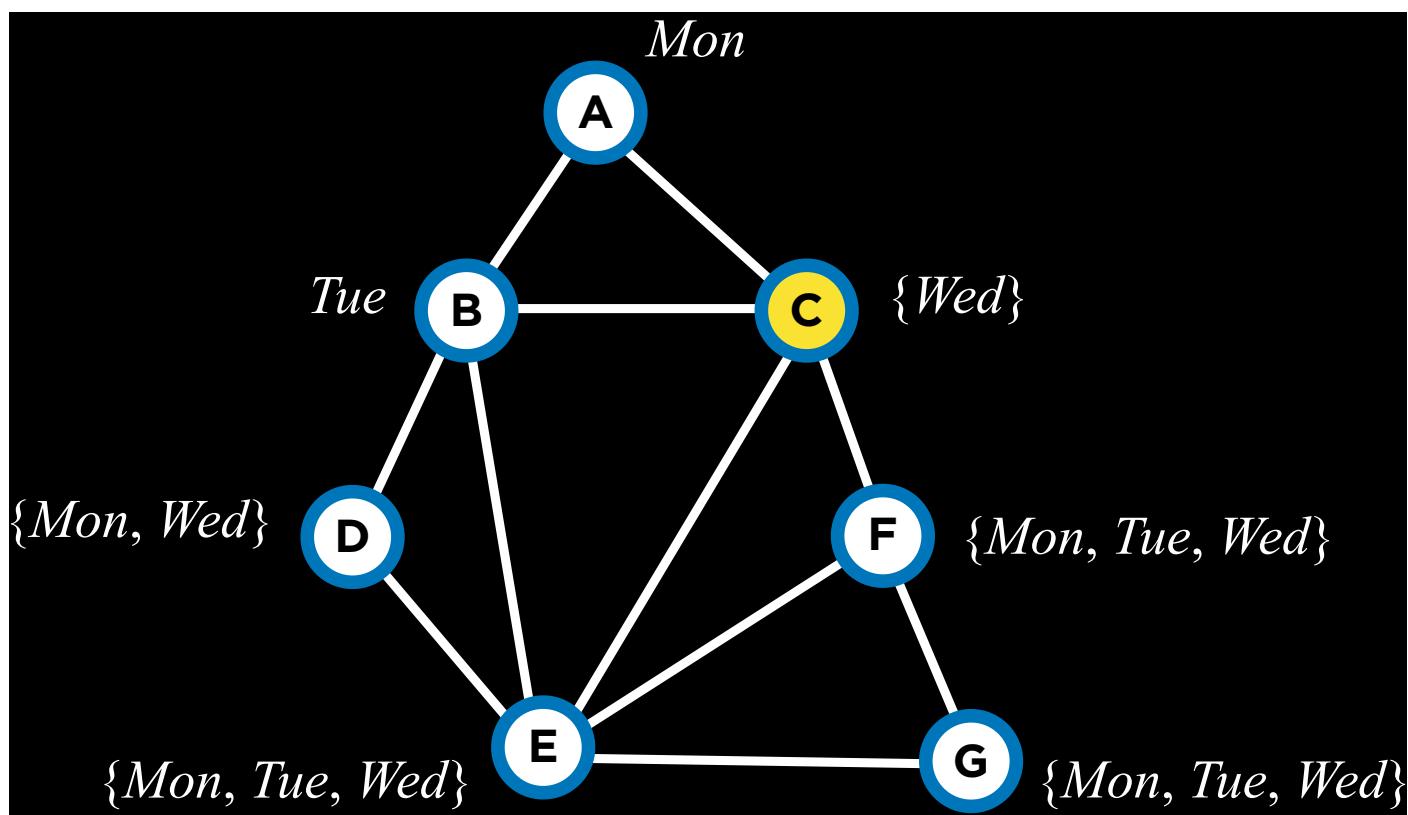 Mon
A
Tue B C {Wed}
{Mon, Wed} D F {Mon, Tue, Wed}
E G
{Mon, Tue, Wed} {Mon, Tue, Wed}